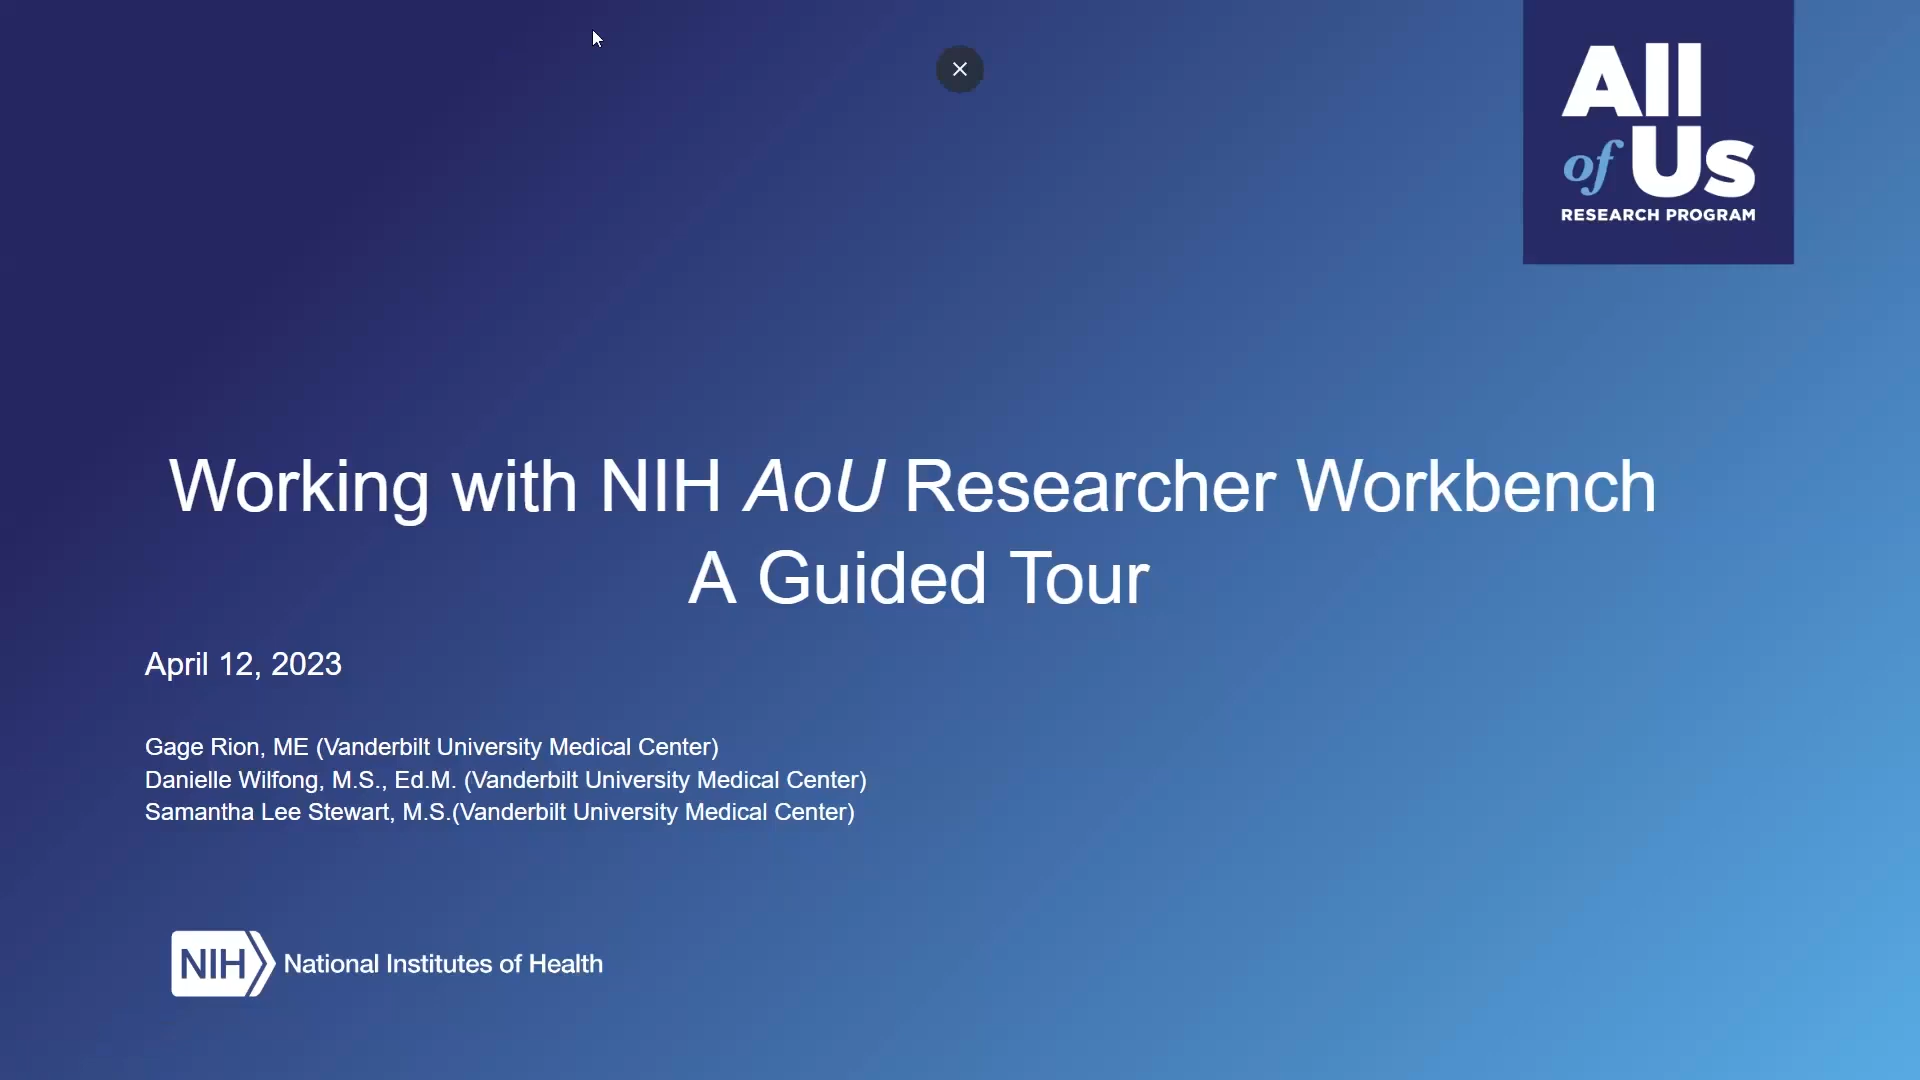 All
of Us
RESEARCH PROGRAM
Working with NIH AoU Researcher Workbench
A Guided Tour
April 12, 2023
Gage Rion, ME (Vanderbilt University Medical Center)
Danielle Wilfong, M.S., Ed.M. (Vanderbilt University Medical Center)
Samantha Lee Stewart, M.S.(Vanderbilt University Medical Center)
NIH National Institutes of Health